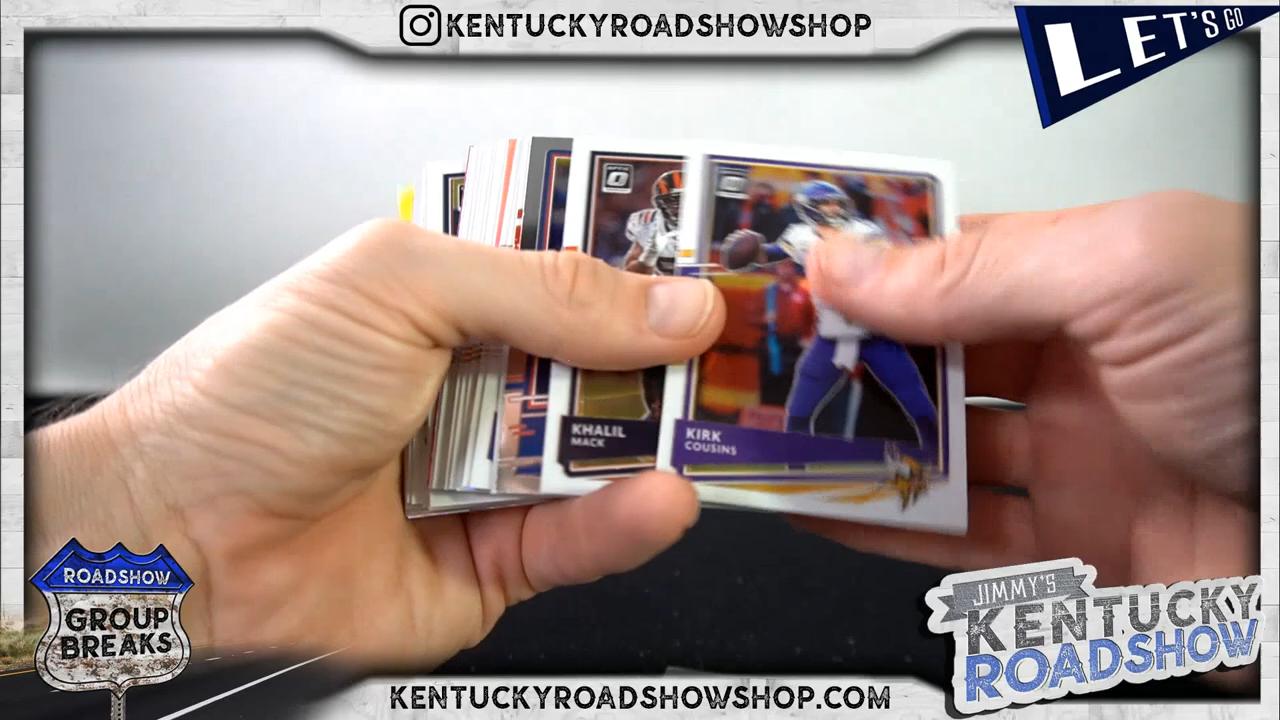 KENTUCKYROADSHOWSHOP
LET'S GO
KHALIL
MACK
KIRK
COUSINS
ROADSHOW
GROUP
BREAKS
JIMMY'S
KENTUCKY
ROADSHOW
KENTUCKYROADSHOWSHOP.COM